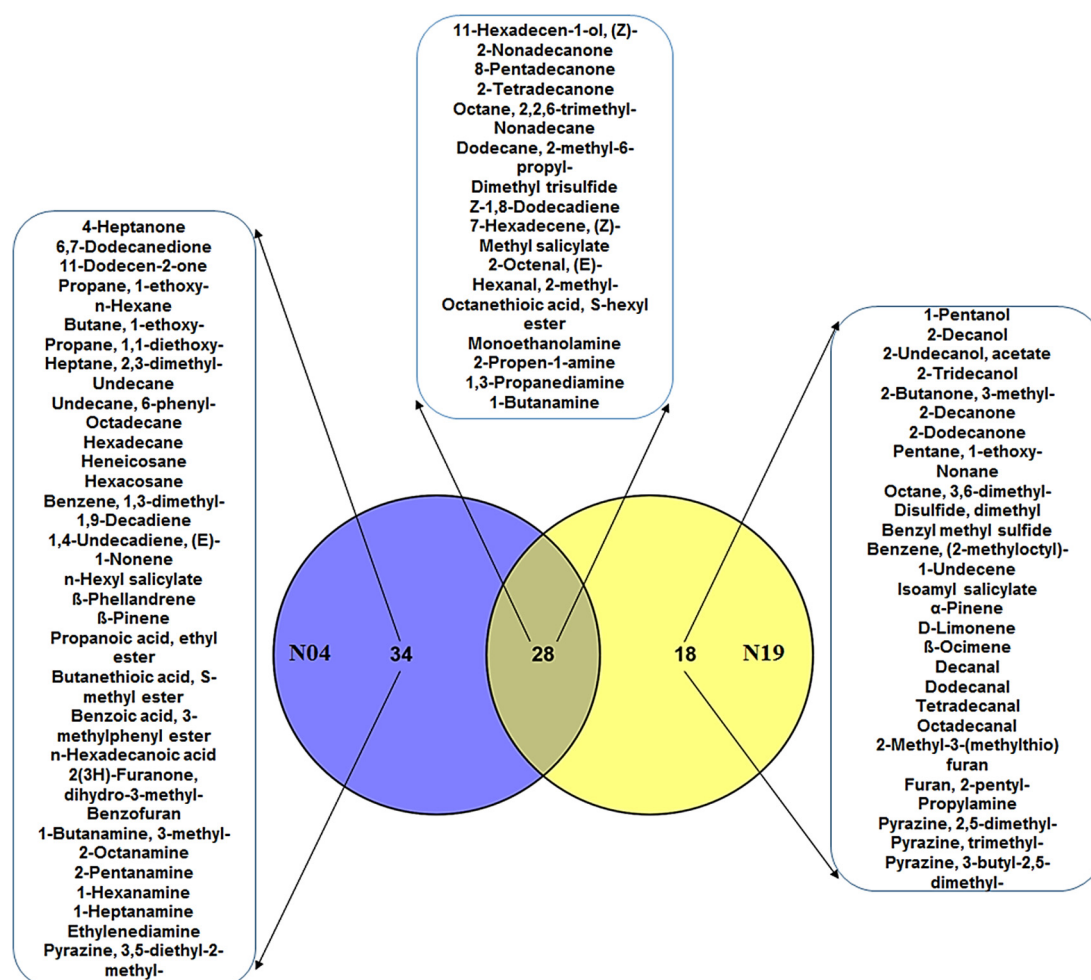 11-Hexadecen-1-ol, (Z)-
2-Nonadecanone
8-Pentadecanone
2-Tetradecanone
Octane, 2,2,6-trimethyl-
Nonadecane
Dodecane, 2-methyl-6-
propyl-
Dimethyl trisulfide
Z-1,8-Dodecadiene
7-Hexadecene, (Z)-
Methyl salicylate
2-Octenal, (E)-
Hexanal, 2-methyl-
Octanethioic acid, S-hexyl
ester
Monoethanolamine
2-Propen-1-amine
1,3-Propanediamine
1-Butanamine
4-Heptanone
6,7-Dodecanedione
11-Dodecen-2-one
Propane, 1-ethoxy-
n-Hexane
Butane, 1-ethoxy-
Propane, 1,1-diethoxy-
Heptane, 2,3-dimethyl-
Undecane
Undecane, 6-phenyl-
Octadecane
Hexadecane
Heneicosane
Hexacosane
Benzene, 1,3-dimethyl-
1,9-Decadiene
1,4-Undecadiene, (E)-
1-Nonene
n-Hexyl salicylate
ß-Phellandrene
ß-Pinene
Propanoic acid, ethyl
ester
Butanethioic acid, S-
methyl ester
Benzoic acid, 3-
methylphenyl ester
n-Hexadecanoic acid
2(3H)-Furanone,
dihydro-3-methyl-
Benzofuran
1-Butanamine, 3-methyl-
2-Octanamine
2-Pentanamine
1-Hexanamine
1-Heptanamine
Ethylenediamine
Pyrazine, 3,5-diethyl-2-
methyl-
N04
34
28
18
N19
1-Pentanol
2-Decanol
2-Undecanol, acetate
2-Tridecanol
2-Butanone, 3-methyl-
2-Decanone
2-Dodecanone
Pentane, 1-ethoxy-
Nonane
Octane, 3,6-dimethyl-
Disulfide, dimethyl
Benzyl methyl sulfide
Benzene, (2-methyloctyl)-
1-Undecene
Isoamyl salicylate
α-Pinene
D-Limonene
ß-Ocimene
Decanal
Dodecanal
Tetradecanal
Octadecanal
2-Methyl-3-(methylthio)
furan
Furan, 2-pentyl-
Propylamine
Pyrazine, 2,5-dimethyl-
Pyrazine, trimethyl-
Pyrazine, 3-butyl-2,5-
dimethyl-